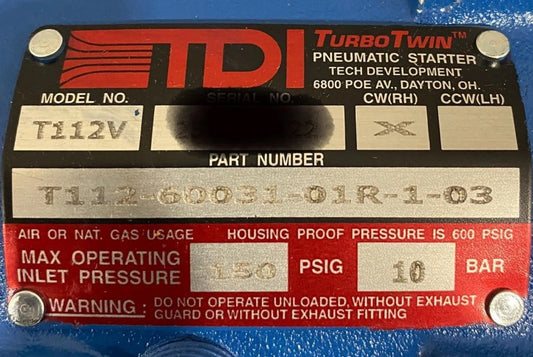 TDI TURBOTWIN™
PNEUMATIC STARTER
TECH DEVELOPMENT
6800 POE AV., DAYTON, OH.
MODEL NO. SERIAL NO. CW(RH) CCW(LH)
T112V X
PART NUMBER
T112-60031-01R-1-03
AIR OR NAT. GAS USAGE HOUSING PROOF PRESSURE IS 600 PSIG
MAX OPERATING
INLET PRESSURE 150 PSIG 10 BAR
WARNING : DO NOT OPERATE UNLOADED, WITHOUT EXHAUST
GUARD OR WITHOUT EXHAUST FITTING